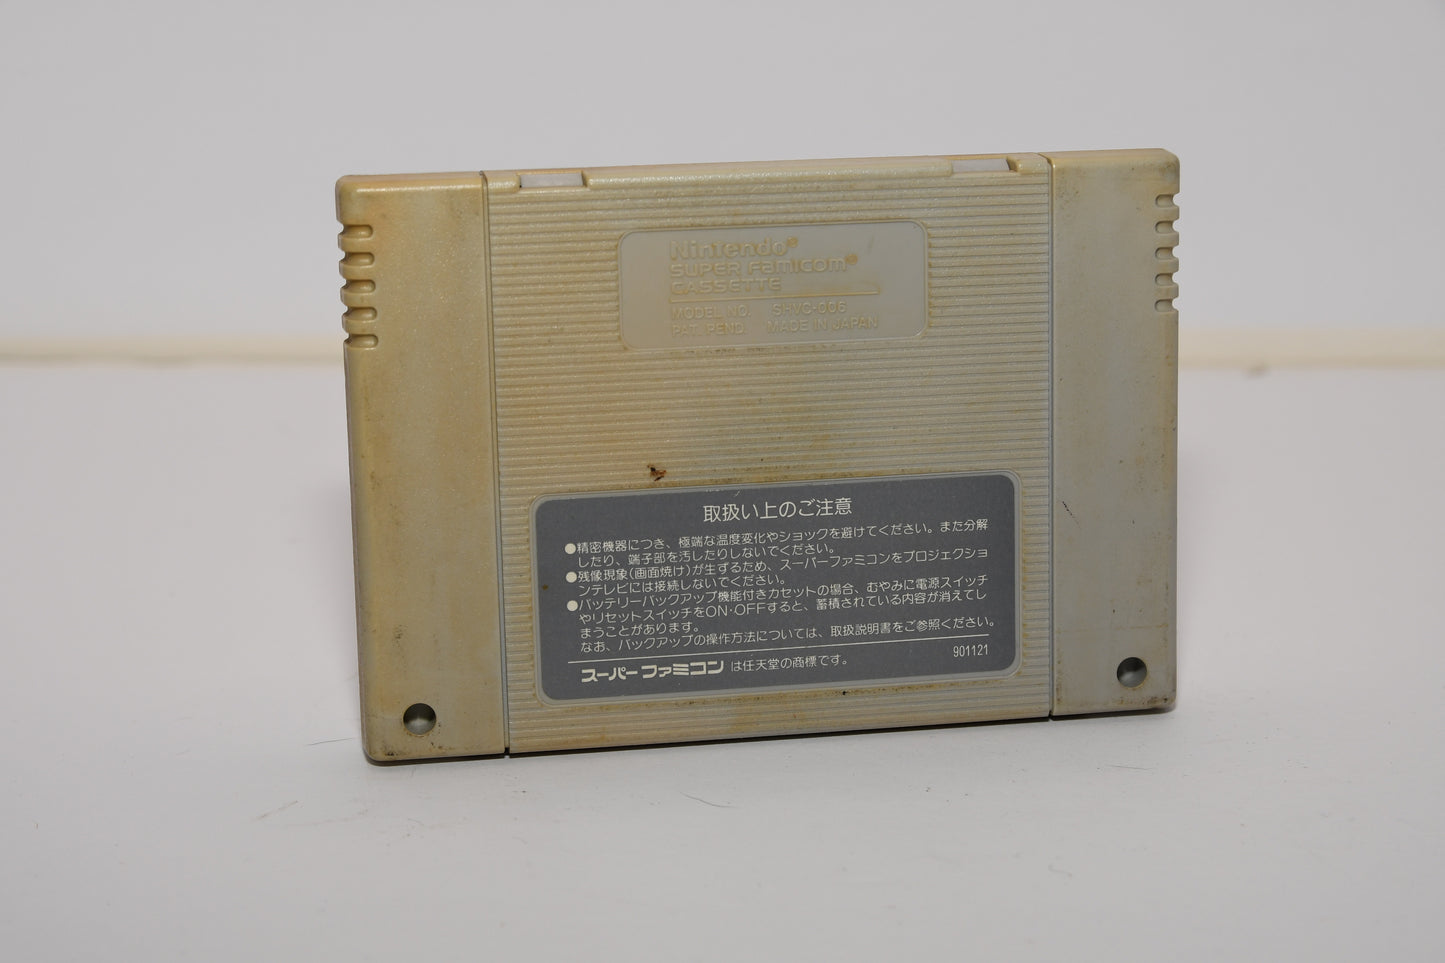 Nintendo®
SUPER FAMICOM®
CASSETTE
MODEL NO. SHVC-006
PAT. PEND. MADE IN JAPAN
取扱い上のご注意
●精密機器につき、極端な温度変化やショックを避けてください。また分解
したり、端子部を汚したりしないでください。
●残像現象(画面焼け)が生ずるため、スーパーファミコンをプロジェクショ
ンテレビには接続しないでください。
●バッテリーバックアップ機能付きカセットの場合、むやみに電源スイッチ
やリセットスイッチをON·OFFすると、蓄積されている内容が消えてし
まうことがあります。
なお、バックアップの操作方法については、取扱説明書をご参照ください。
スーパーファミコン は任天堂の商標です。 901121